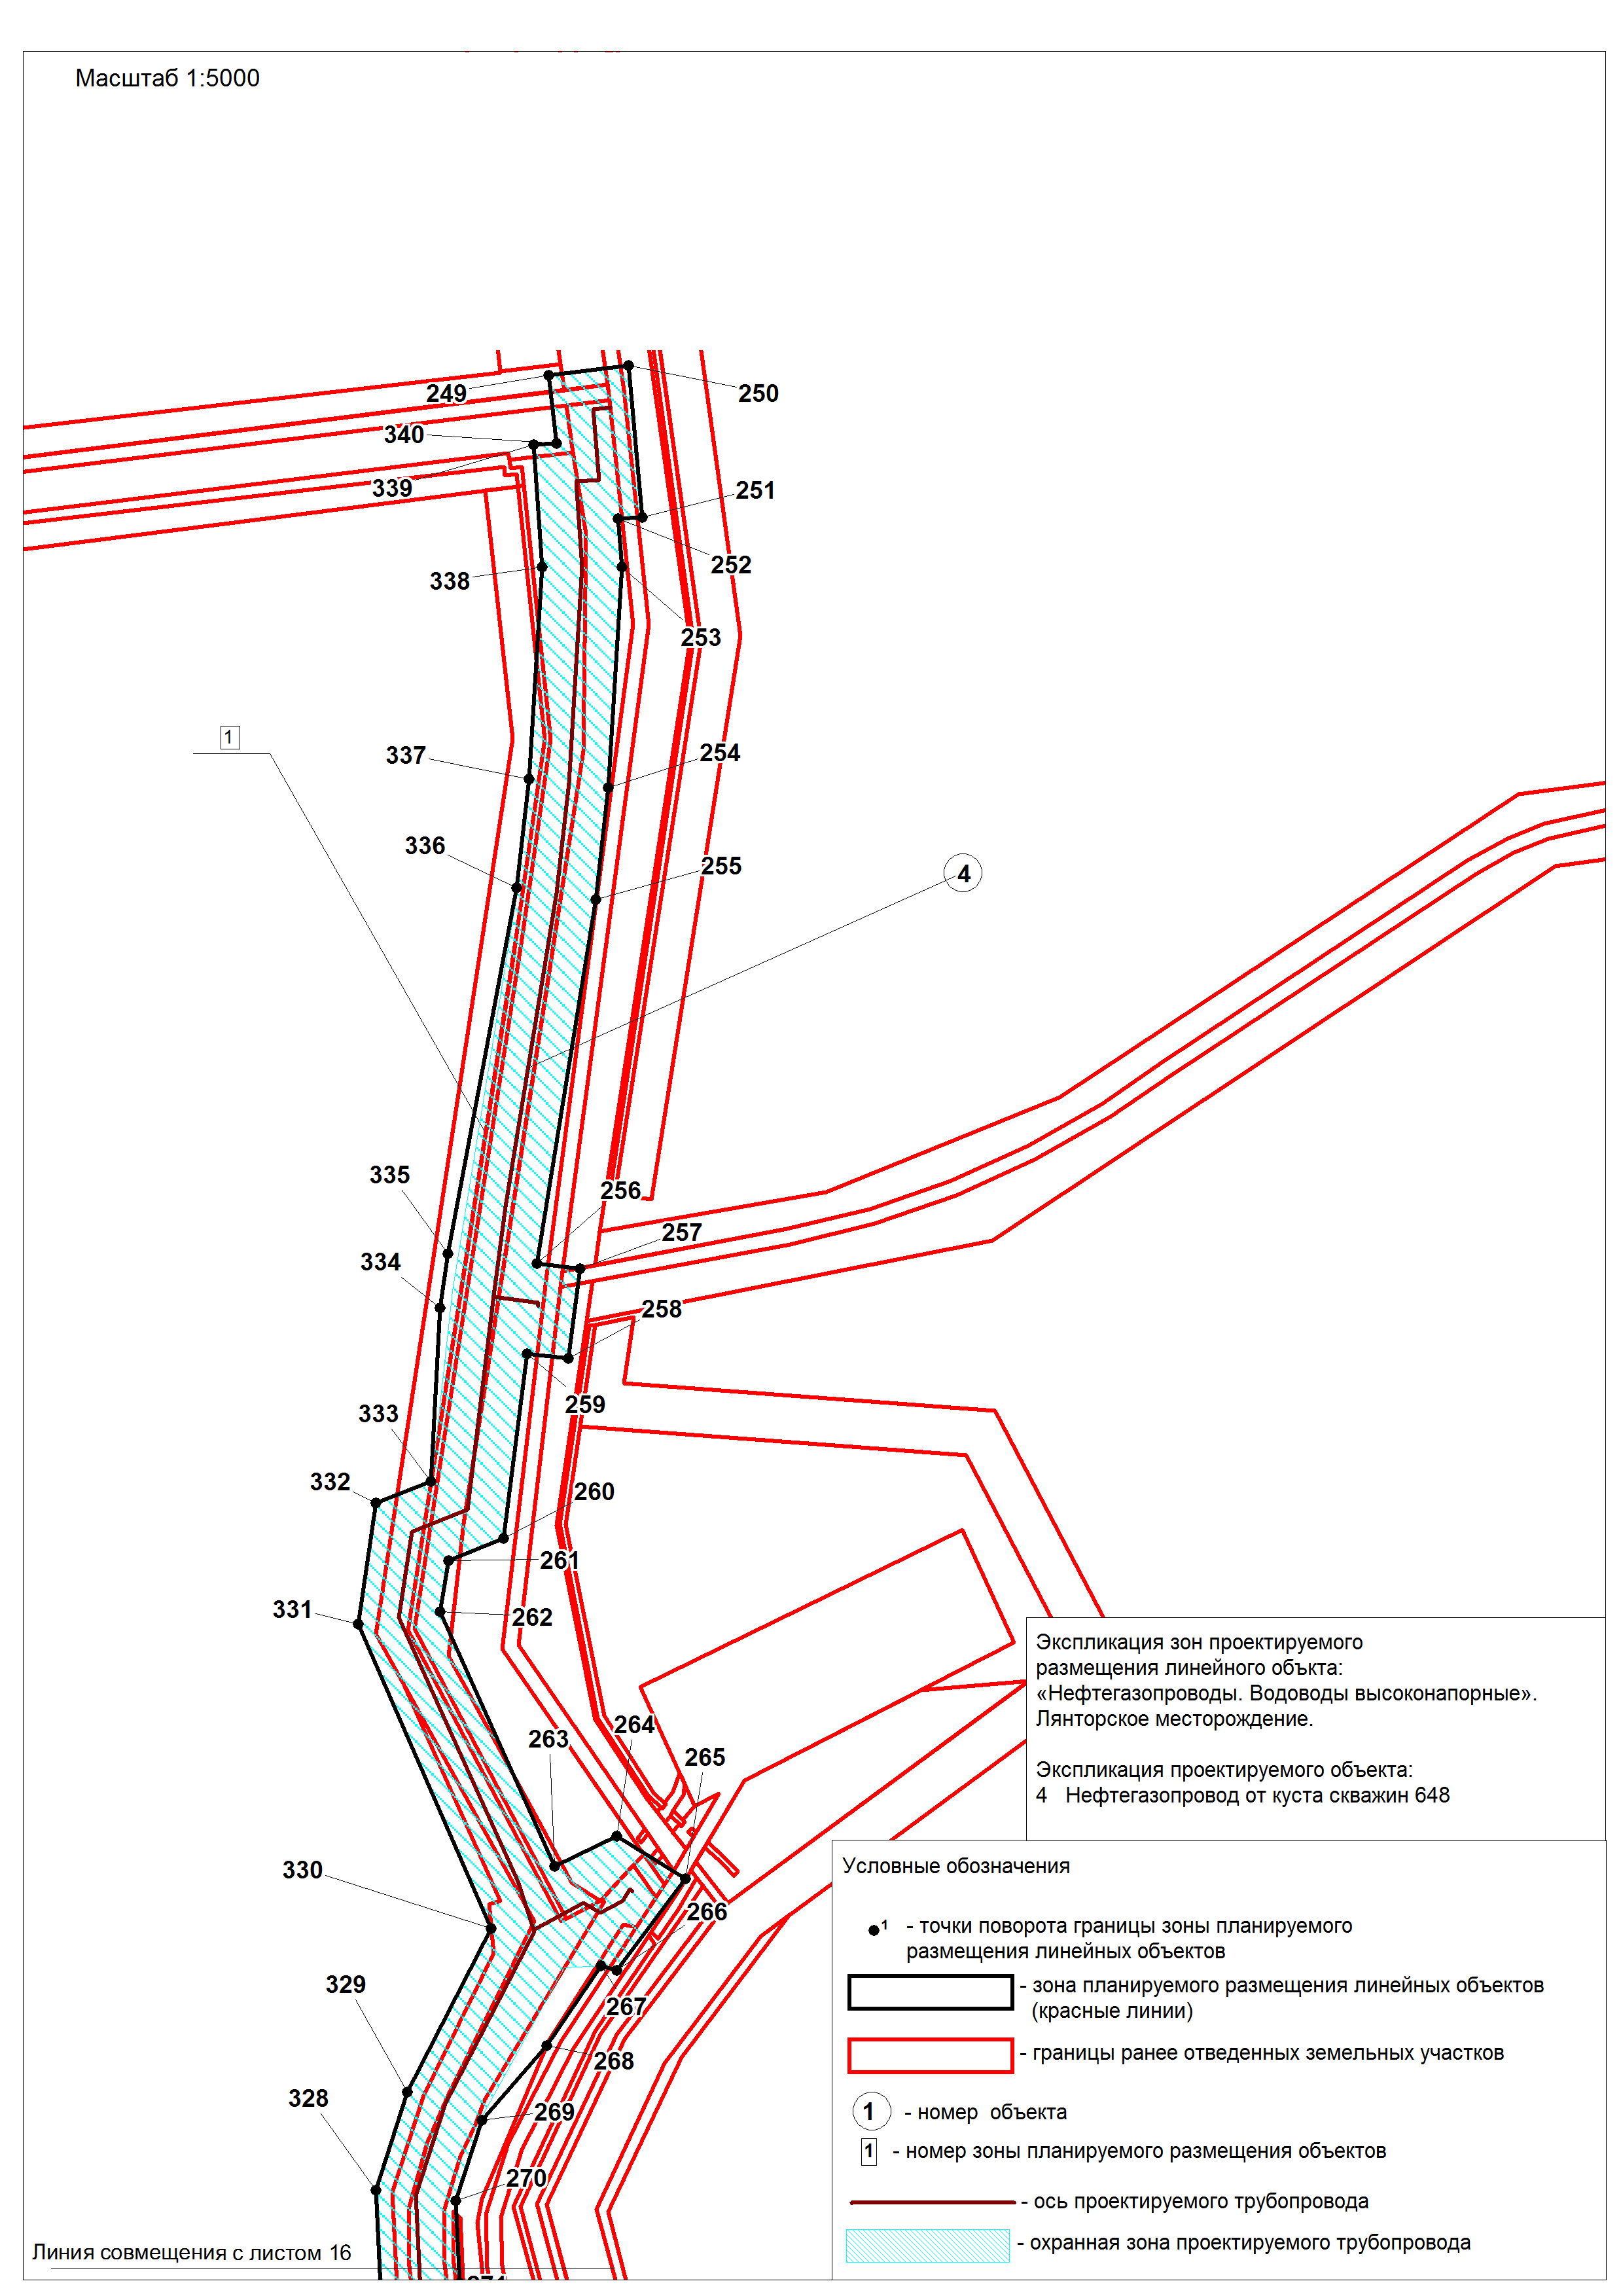 Масштаб 1:5000
249
250
340
339
251
252
338
253
1
337
254
336
255
4
335
256
334
257
258
333
259
332
260
261
331
262
263
264
265
330
266
329
267
268
328
269
270
271
Линия совмещения с листом 16
Экспликация зон проектируемого
размещения линейного объкта:
«Нефтегазопроводы. Водоводы высоконапорные».
Лянторское месторождение.
Экспликация проектируемого объекта:
4 Нефтегазопровод от куста скважин 648
Условные обозначения
1 - точки поворота границы зоны планируемого
размещения линейных объектов
- зона планируемого размещения линейных объектов
(красные линии)
- границы ранее отведенных земельных участков
1 - номер объекта
1 - номер зоны планируемого размещения объектов
- ось проектируемого трубопровода
- охранная зона проектируемого трубопровода